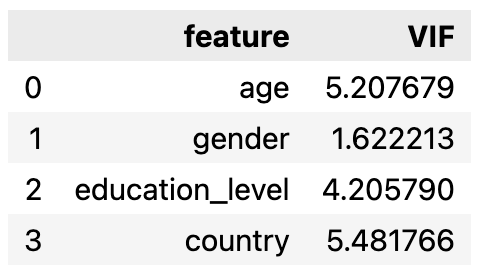 feature VIF
0 age 5.207679
1 gender 1.622213
2 education_level 4.205790
3 country 5.481766